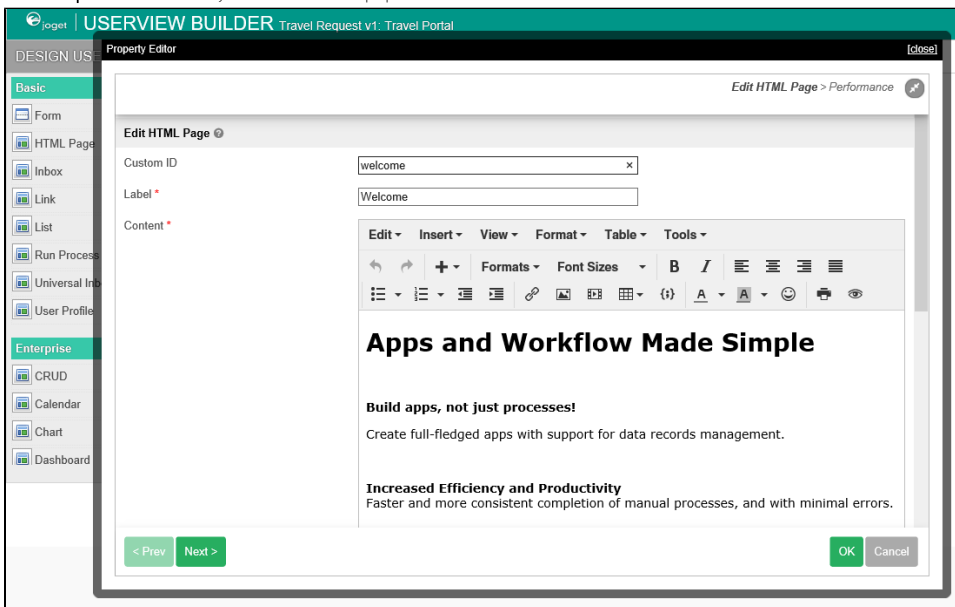 joget | USERVIEW BUILDER Travel Request v1: Travel Portal
DESIGN US
Property Editor [close]
Edit HTML Page > Performance
Basic
Form
HTML Page
Inbox
Link
List
Run Process
Universal Inb
User Profile
Enterprise
CRUD
Calendar
Chart
Dashboard
Edit HTML Page
Custom ID welcome ×
Label * Welcome
Content *
Edit Insert View Format Table Tools
Formats Font Sizes B I
A A
Apps and Workflow Made Simple
Build apps, not just processes!
Create full-fledged apps with support for data records management.
Increased Efficiency and Productivity
Faster and more consistent completion of manual processes, and with minimal errors.
< Prev Next > OK Cancel